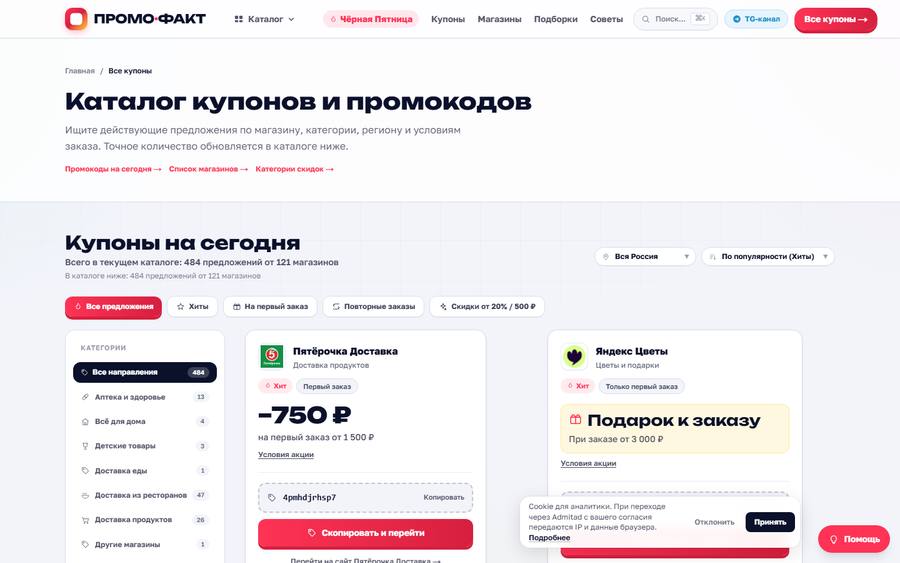 ПРОМО·ФАКТ
Каталог
Чёрная Пятница
Купоны
Магазины
Подборки
Советы
Поиск...
⌘K
TG-канал
Все купоны →
Главная / Все купоны
Каталог купонов и промокодов
Ищите действующие предложения по магазину, категории, региону и условиям
заказа. Точное количество обновляется в каталоге ниже.
Промокоды на сегодня → Список магазинов → Категории скидок →
Купоны на сегодня
Всего в текущем каталоге: 484 предложений от 121 магазинов
В каталоге ниже: 484 предложений от 121 магазинов
Вся Россия
По популярности (Хиты)
Все предложения
Хиты
На первый заказ
Повторные заказы
Скидки от 20% / 500 ₽
КАТЕГОРИИ
Все направления 484
Аптека и здоровье 13
Всё для дома 4
Детские товары 3
Доставка еды 1
Доставка из ресторанов 47
Доставка продуктов 26
Другие магазины 1
Пятёрочка Доставка
Доставка продуктов
Хит
Первый заказ
−750 ₽
на первый заказ от 1 500 ₽
Условия акции
4pmhdjrhsp7
Копировать
Скопировать и перейти
Перейти на сайт Пятёрочка Доставка →
Яндекс Цветы
Цветы и подарки
Хит
Только первый заказ
Подарок к заказу
При заказе от 3 000 ₽
Условия акции
Cookie для аналитики. При переходе
через Admitad с вашего согласия
передаются IP и данные браузера.
Подробнее
Отклонить
Принять
Помощь